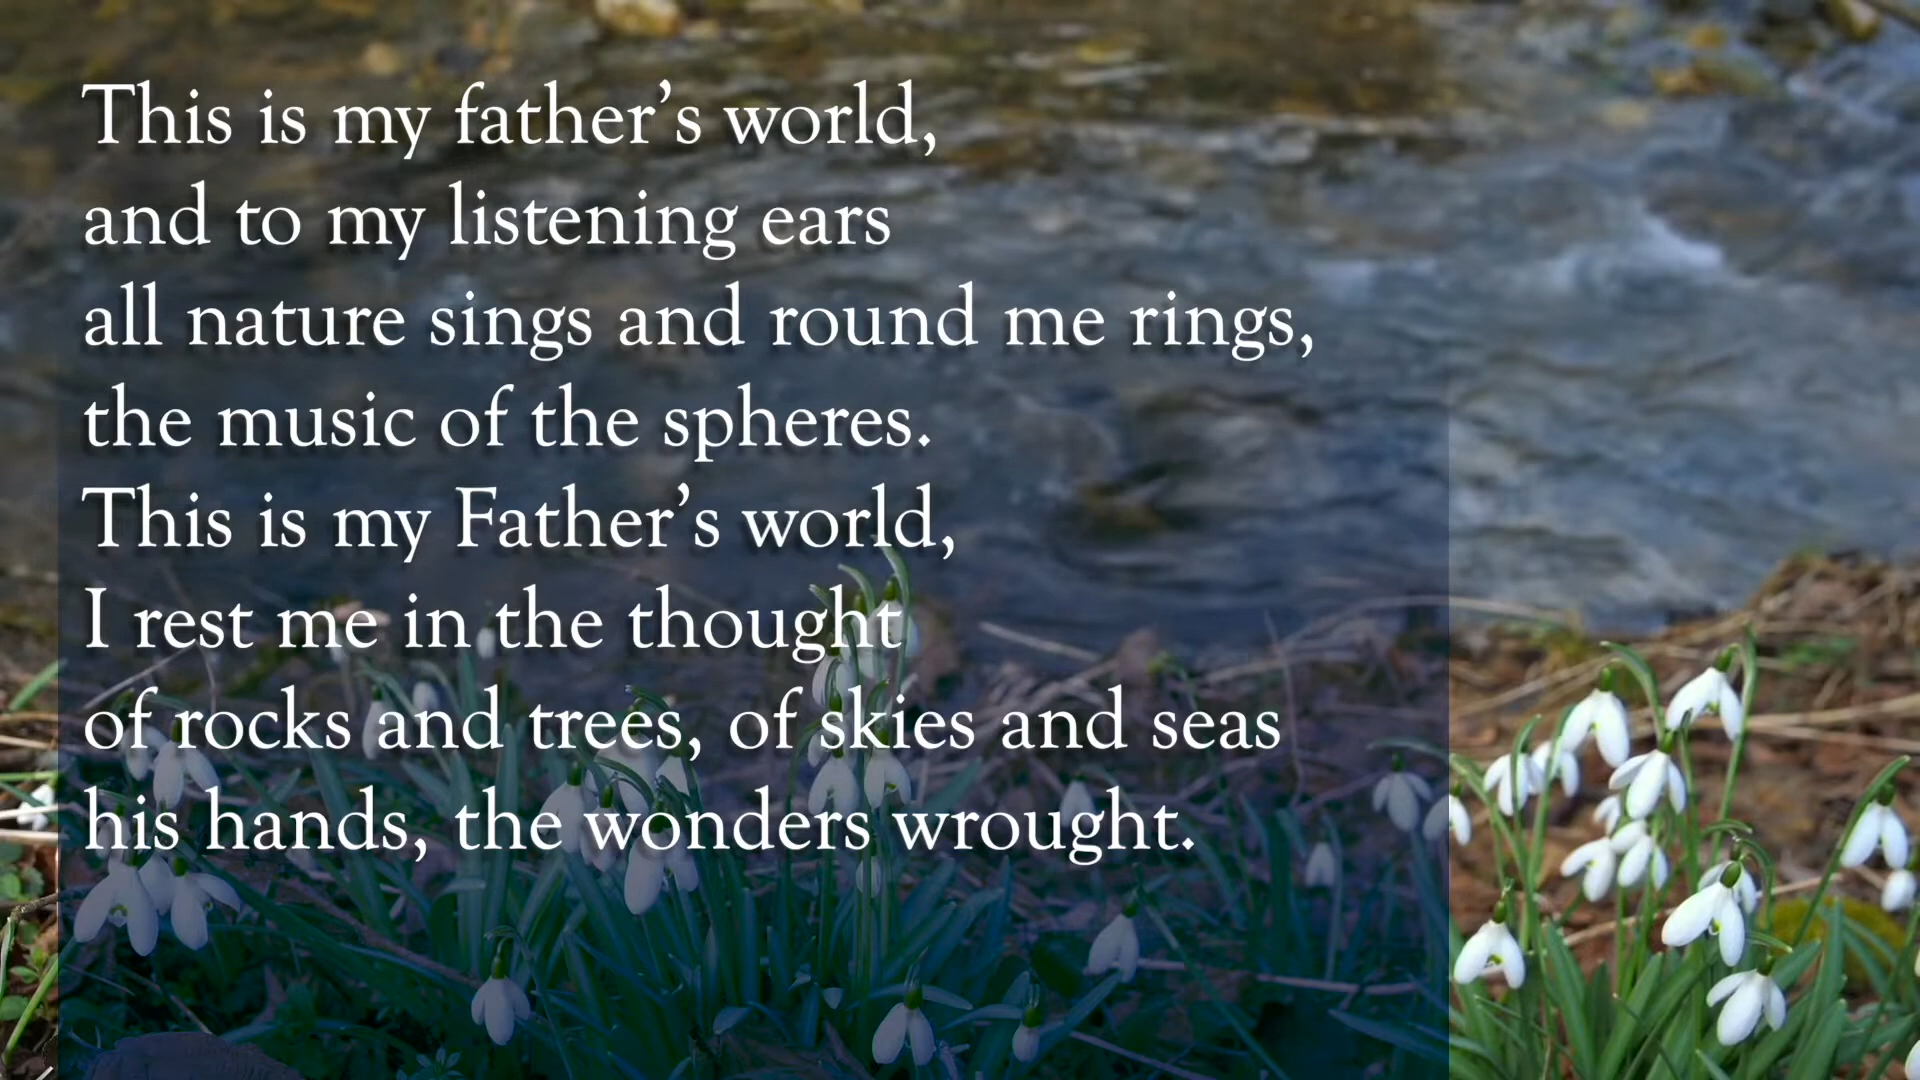 This is my father’s world,
and to my listening ears
all nature sings and round me rings,
the music of the spheres.
This is my Father’s world,
I rest me in the thought
of rocks and trees, of skies and seas
his hands, the wonders wrought.